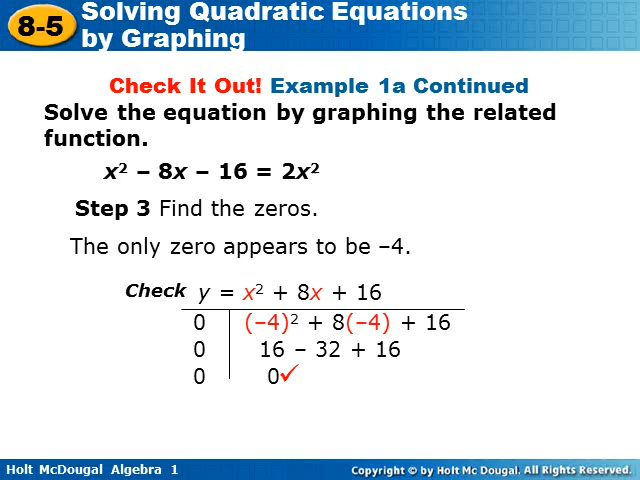 8-5
Solving Quadratic Equations
by Graphing
Check It Out! Example 1a Continued
Solve the equation by graphing the related
function.
x² – 8x – 16 = 2x²
Step 3 Find the zeros.
The only zero appears to be –4.
Check y = x² + 8x + 16
0 (–4)² + 8(–4) + 16
0 16 – 32 + 16
0 0✓
Holt McDougal Algebra 1
Copyright © by Holt Mc Dougal. All Rights Reserved.